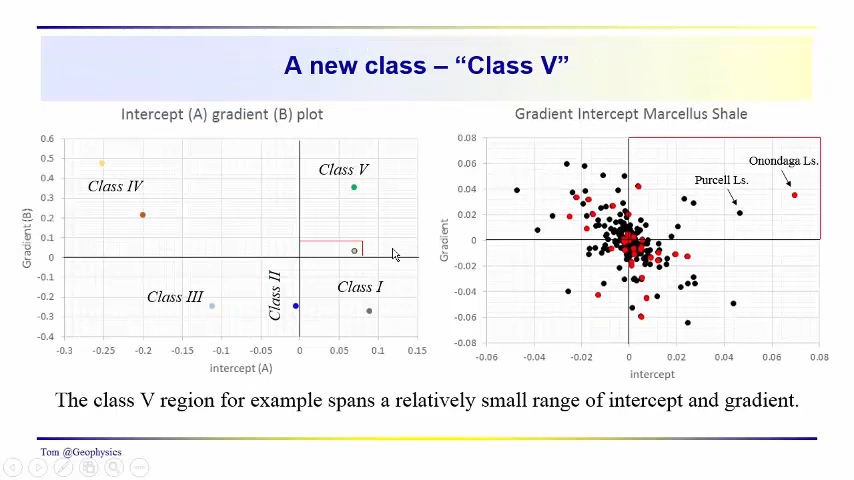 A new class – “Class V”
Intercept (A) gradient (B) plot
0.6
0.5
0.4
0.3
0.2
0.1
0
-0.1
-0.2
-0.3
-0.4
Gradient (B)
Class IV
Class V
Class III
Class II
Class I
-0.3
-0.25
-0.2
-0.15
-0.1
-0.05
0
0.05
0.1
0.15
intercept (A)
Gradient Intercept Marcellus Shale
0.08
0.06
0.04
0.02
0
-0.02
-0.04
-0.06
-0.08
Gradient
Onondaga Ls.
Purcell Ls.
-0.06
-0.04
-0.02
0
0.02
0.04
0.06
0.08
intercept
The class V region for example spans a relatively small range of intercept and gradient.
Tom @Geophysics